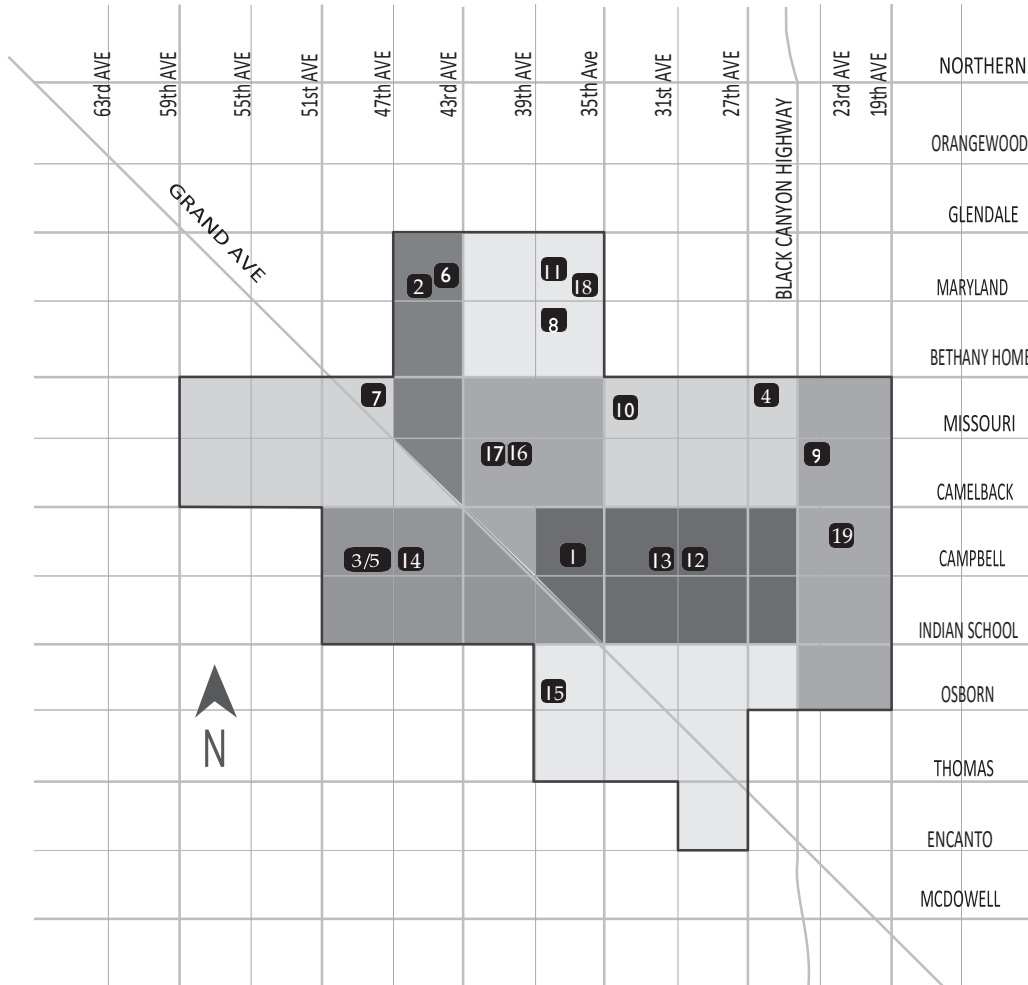 63rd AVE
59th AVE
55th AVE
51st AVE
47th AVE
43rd AVE
39th AVE
35th Ave
31st AVE
27th AVE
BLACK CANYON HIGHWAY
23rd AVE
19th AVE
NORTHERN
ORANGEWOOD
GRAND AVE
GLENDALE
11
6
2
18
MARYLAND
8
BETHANY HOME
7
4
10
MISSOURI
17
16
9
CAMELBACK
19
3/5
14
1
13
12
CAMPBELL
INDIAN SCHOOL
15
OSBORN
N
THOMAS
ENCANTO
MCDOWELL